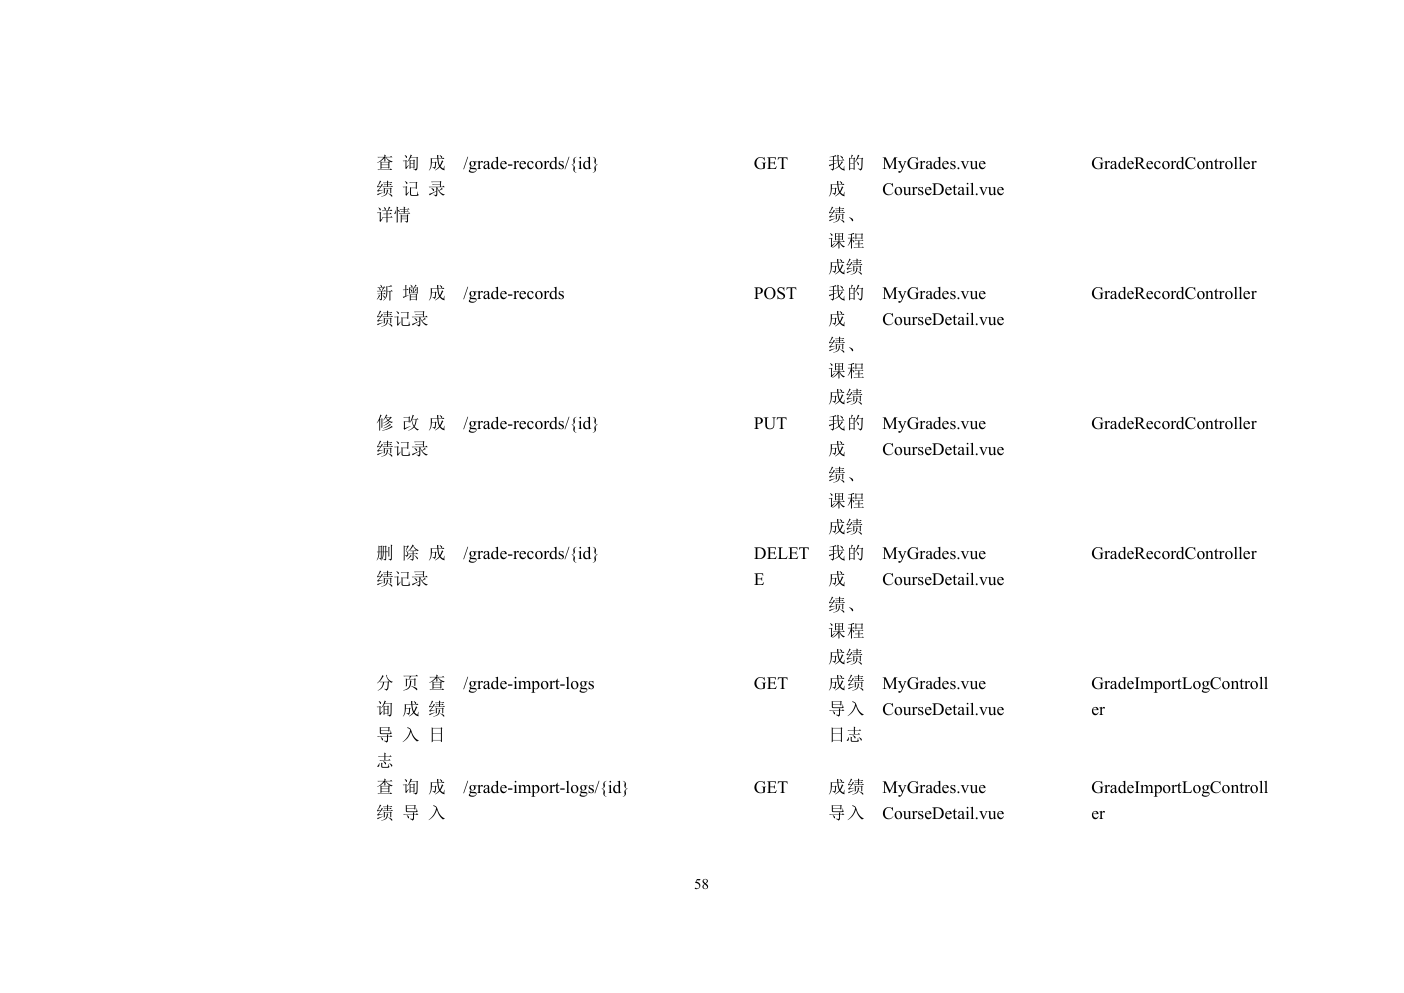 查询成 /grade-records/{id} GET 我的 MyGrades.vue GradeRecordController
绩记录 成 CourseDetail.vue
详情 绩、
课程
成绩
新增成 /grade-records POST 我的 MyGrades.vue GradeRecordController
绩记录 成 CourseDetail.vue
绩、
课程
成绩
修改成 /grade-records/{id} PUT 我的 MyGrades.vue GradeRecordController
绩记录 成 CourseDetail.vue
绩、
课程
成绩
删除成 /grade-records/{id} DELET 我的 MyGrades.vue GradeRecordController
绩记录 E 成 CourseDetail.vue
绩、
课程
成绩
分页查 /grade-import-logs GET 成绩 MyGrades.vue GradeImportLogControll
询成绩 导入 CourseDetail.vue er
导入日 日志
志
查询成 /grade-import-logs/{id} GET 成绩 MyGrades.vue GradeImportLogControll
绩导入 导入 CourseDetail.vue er
58